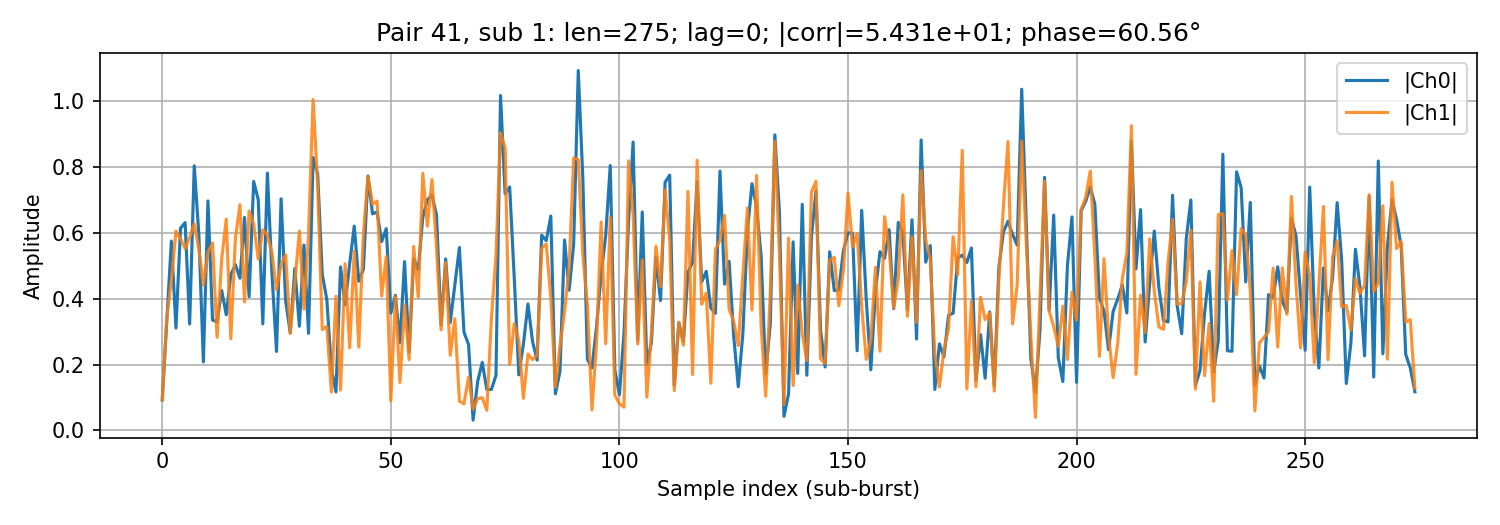 Pair 41, sub 1: len=275; lag=0; |corr|=5.431e+01; phase=60.56°
|Ch0|
|Ch1|
Amplitude
1.0
0.8
0.6
0.4
0.2
0.0
0 50 100 150 200 250
Sample index (sub-burst)